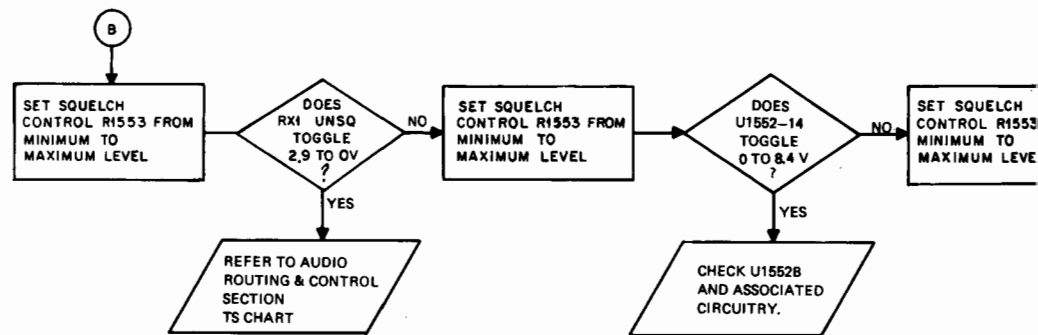 B
SET SQUELCH
CONTROL R1553 FROM
MINIMUM TO
MAXIMUM LEVEL
DOES
RX1 UNSQ
TOGGLE
2.9 TO 0V
?
YES
REFER TO AUDIO
ROUTING & CONTROL
SECTION
TS CHART
NO
SET SQUELCH
CONTROL R1553 FROM
MINIMUM TO
MAXIMUM LEVEL
DOES
U1552-14
TOGGLE
0 TO 8.4 V
?
YES
CHECK U1552B
AND ASSOCIATED
CIRCUITRY.
NO
SET SQUELCH
CONTROL
MINIMUM TO
MAXIMUM